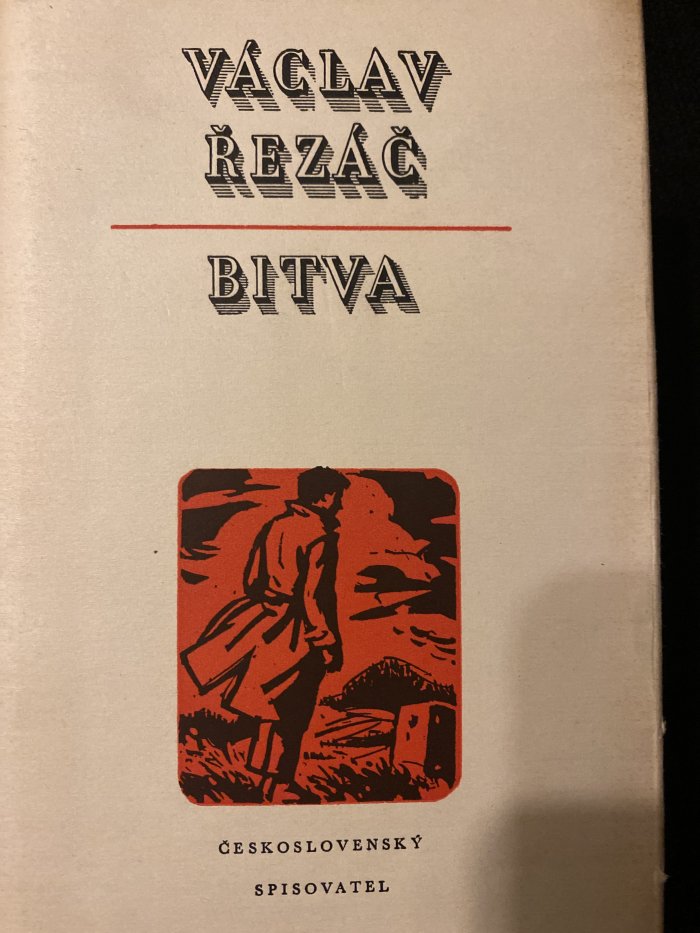 VÁCLAV
ŘEZÁČ
BITVA
ČESKOSLOVENSKÝ
SPISOVATEL